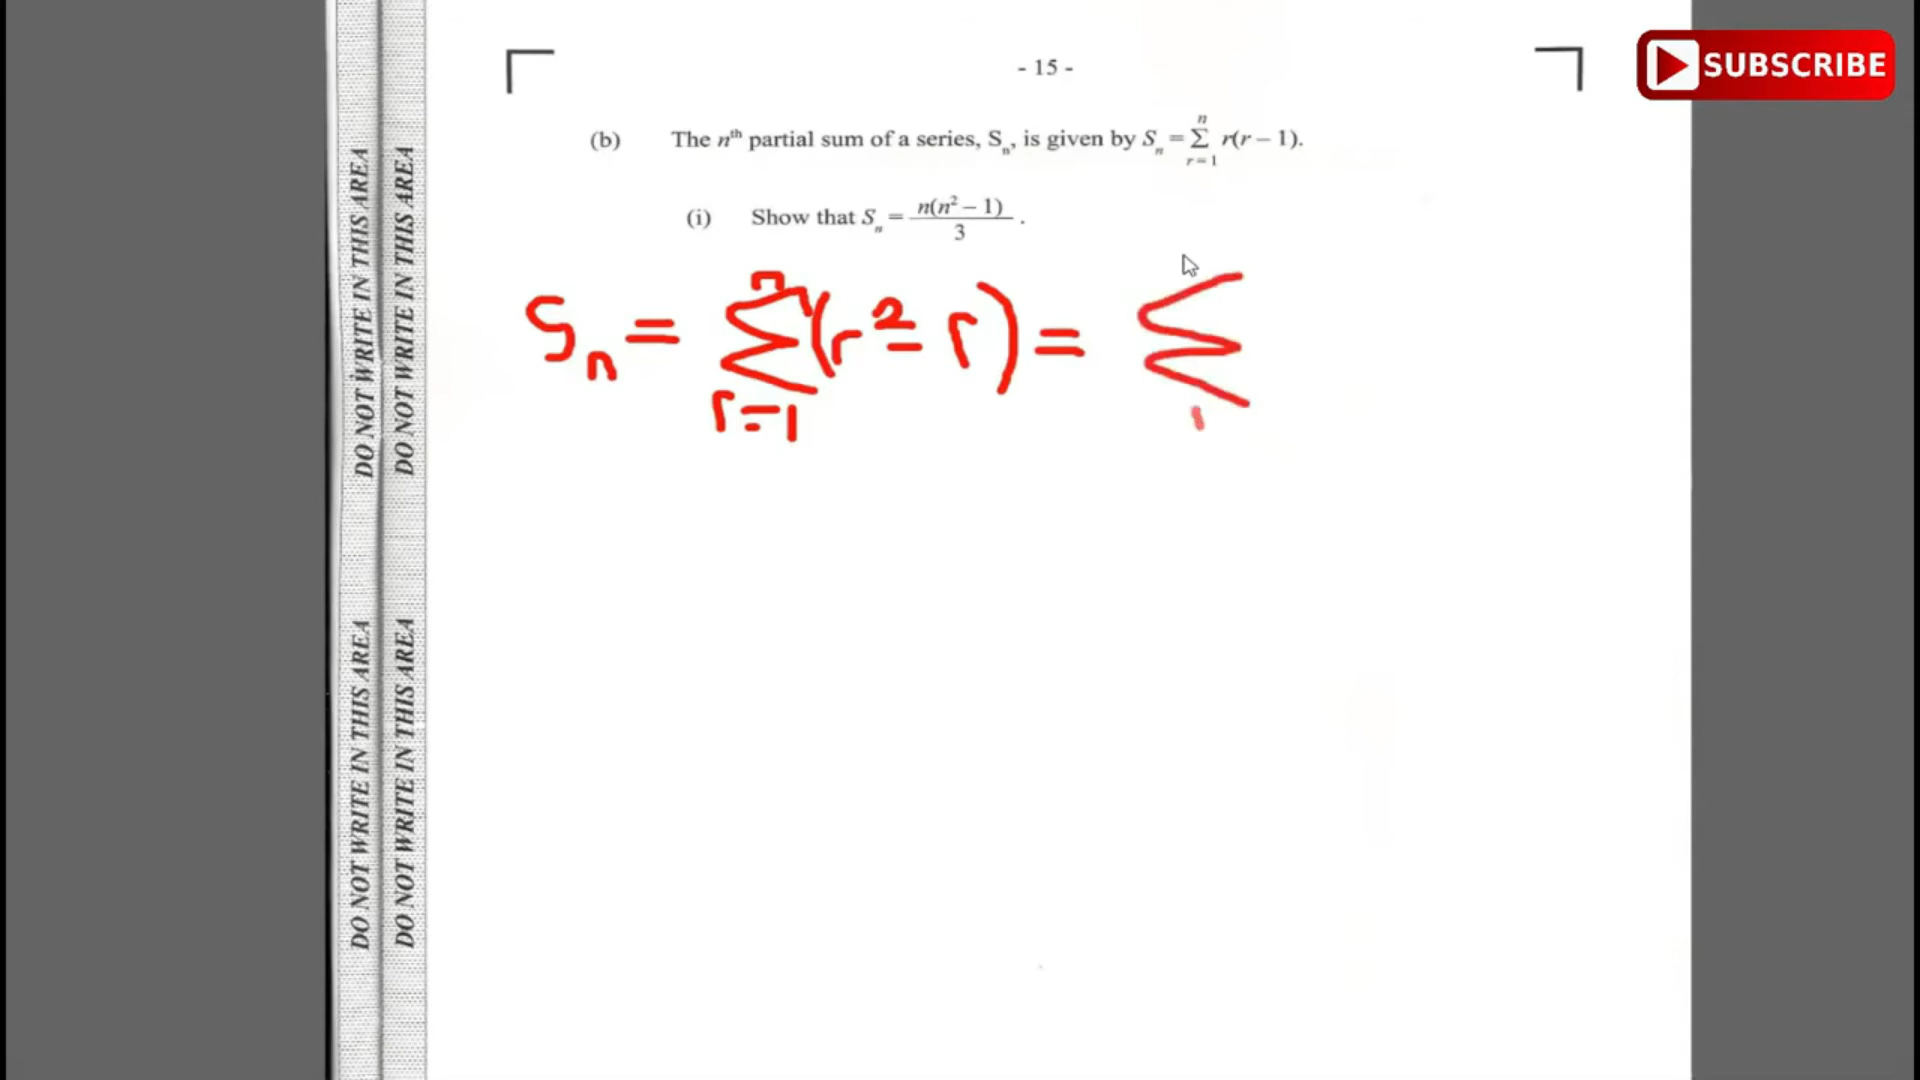 SUBSCRIBE
- 15 -
(b) The nᵗʰ partial sum of a series, Sₙ, is given by Sₙ = ∑ⁿᵣ₌₁ r(r – 1).
(i) Show that Sₙ = n(n² – 1) / 3 .
Sₙ = ∑ⁿᵣ₌₁ (r² – r) = ∑₁
DO NOT WRITE IN THIS AREA
DO NOT WRITE IN THIS AREA
DO NOT WRITE IN THIS AREA
DO NOT WRITE IN THIS AREA